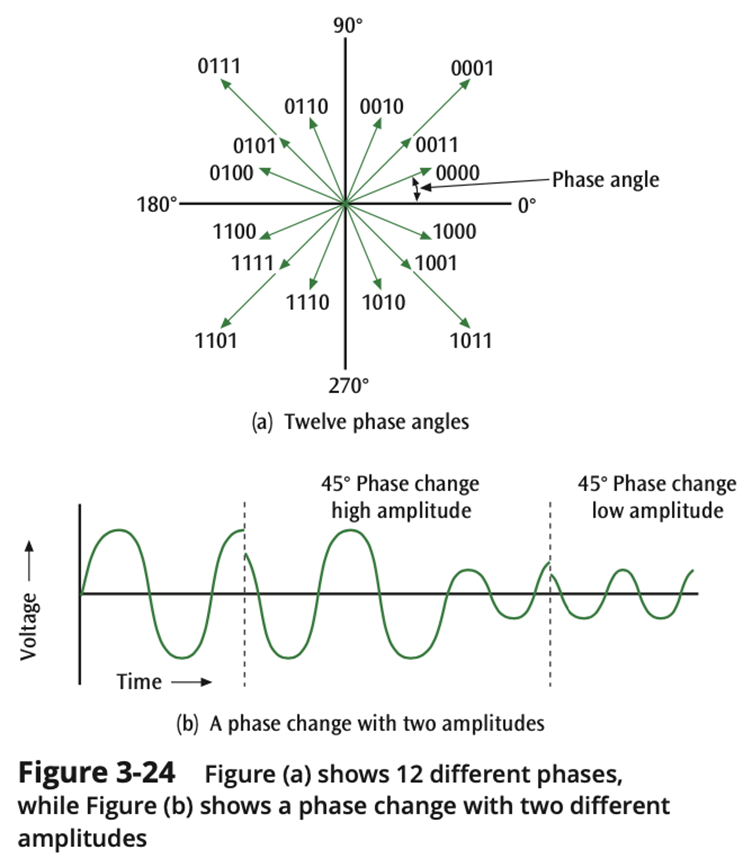 90°
0111
0001
0110
0010
0101
0011
0100
0000
Phase angle
180°
0°
1100
1000
1111
1001
1110
1010
1101
1011
270°
(a) Twelve phase angles
45° Phase change
high amplitude
45° Phase change
low amplitude
Voltage
Time
(b) A phase change with two amplitudes
Figure 3-24 Figure (a) shows 12 different phases,
while Figure (b) shows a phase change with two different
amplitudes